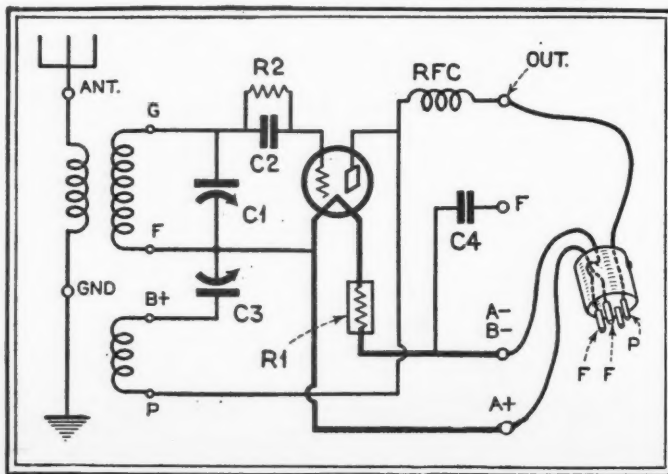 ANT.
G
R2
C2
RFC
OUT.
C1
F
C4
F
GND
B+
C3
R1
A-
B-
P
A+
F
F
P